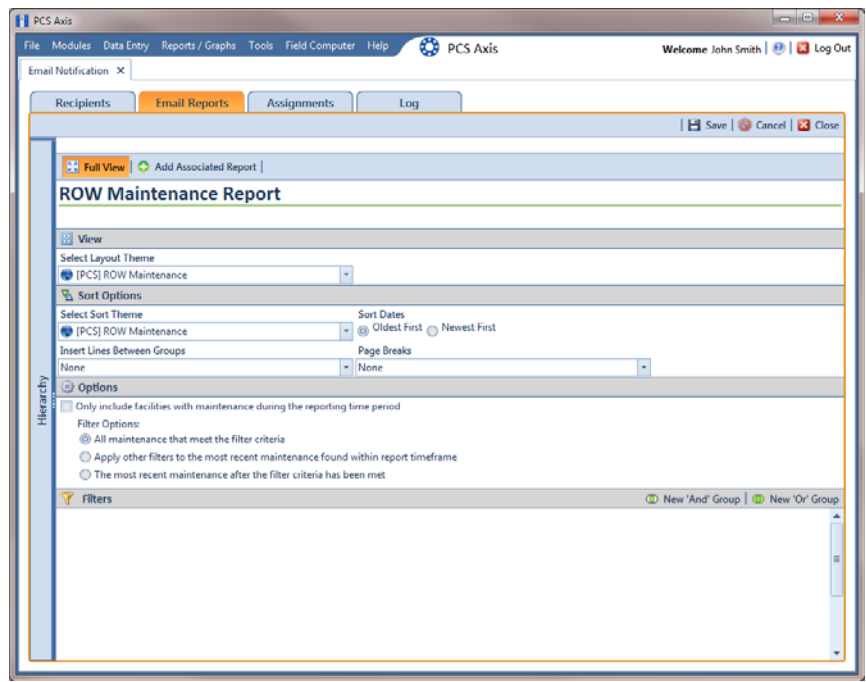 PCS Axis
File Modules Data Entry Reports / Graphs Tools Field Computer Help PCS Axis Welcome John Smith Log Out
Email Notification X
Recipients Email Reports Assignments Log
Save Cancel Close
Full View Add Associated Report
ROW Maintenance Report
View
Select Layout Theme
[PCS] ROW Maintenance
Sort Options
Select Sort Theme Sort Dates
[PCS] ROW Maintenance Oldest First Newest First
Insert Lines Between Groups Page Breaks
None None
Hierarchy
Options
Only include facilities with maintenance during the reporting time period
Filter Options:
All maintenance that meet the filter criteria
Apply other filters to the most recent maintenance found within report timeframe
The most recent maintenance after the filter criteria has been met
Filters New 'And' Group New 'Or' Group